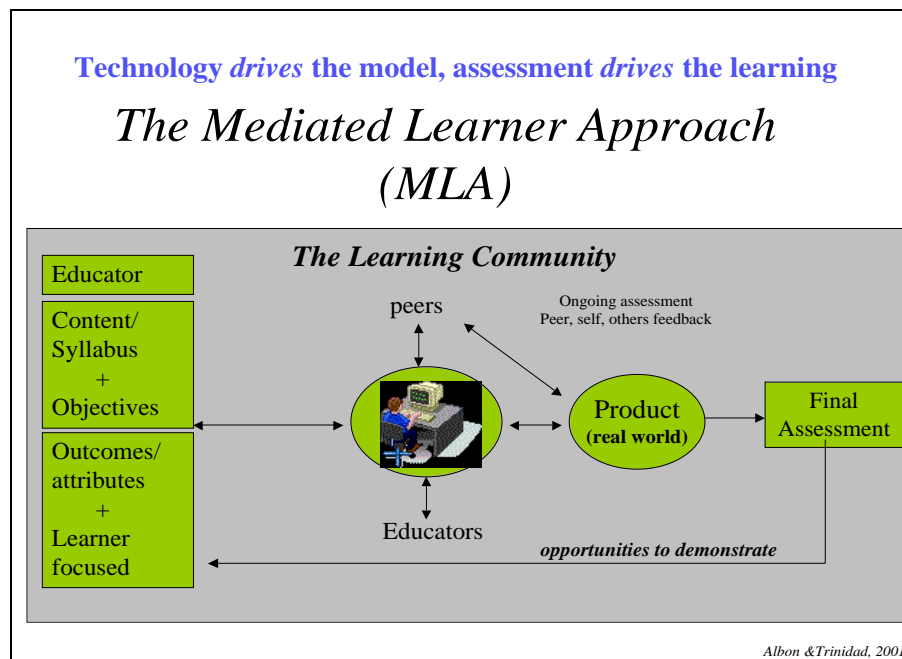 Technology drives the model, assessment drives the learning
The Mediated Learner Approach
(MLA)
The Learning Community
Educator
Content/
Syllabus
+
Objectives
Outcomes/
attributes
+
Learner
focused
peers
Ongoing assessment
Peer, self, others feedback
Educators
Product
(real world)
Final
Assessment
opportunities to demonstrate
Albon &Trinidad, 2001